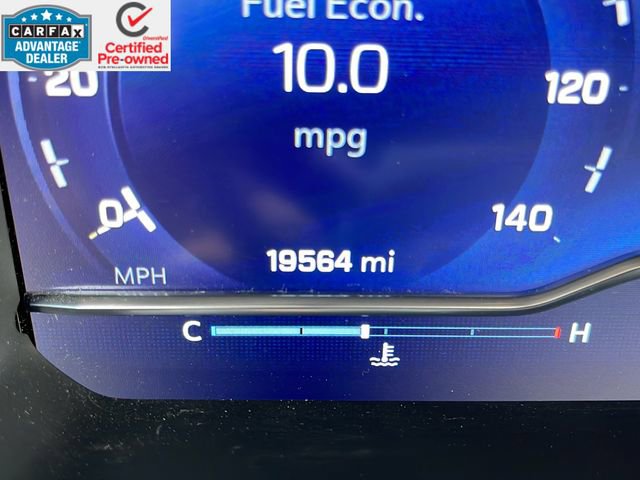 CARFAX
ADVANTAGE
DEALER
Certified
Pre-owned
Fuel Econ.
10.0
mpg
20
120
0
140
19564 mi
MPH
C
H